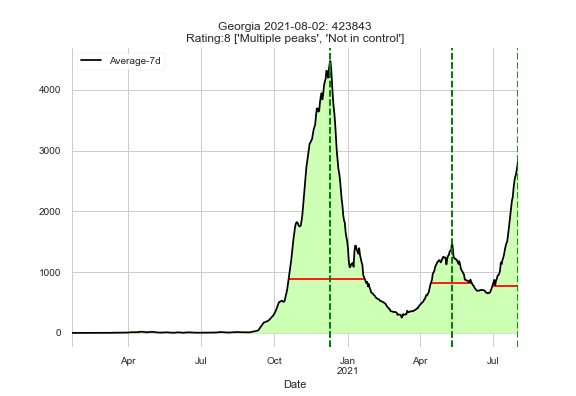 Georgia 2021-08-02: 423843
Rating:8 ['Multiple peaks', 'Not in control']
Average-7d
4000
3000
2000
1000
0
Apr
Jul
Oct
Jan
2021
Apr
Jul
Date